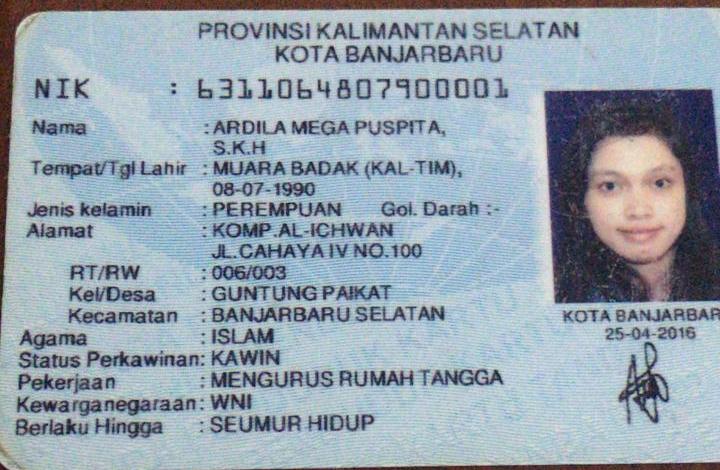 PROVINSI KALIMANTAN SELATAN
KOTA BANJARBARU
NIK : 6311064807900001
Nama : ARDILA MEGA PUSPITA,
S.K.H
Tempat/Tgl Lahir : MUARA BADAK (KAL-TIM),
08-07-1990
Jenis kelamin : PEREMPUAN Gol. Darah :-
Alamat : KOMP.AL-ICHWAN
JL.CAHAYA IV NO.100
RT/RW : 006/003
Kel/Desa : GUNTUNG PAIKAT
Kecamatan : BANJARBARU SELATAN
Agama : ISLAM
Status Perkawinan: KAWIN
Pekerjaan : MENGURUS RUMAH TANGGA
Kewarganegaraan: WNI
Berlaku Hingga : SEUMUR HIDUP
KOTA BANJARBAR
25-04-2016